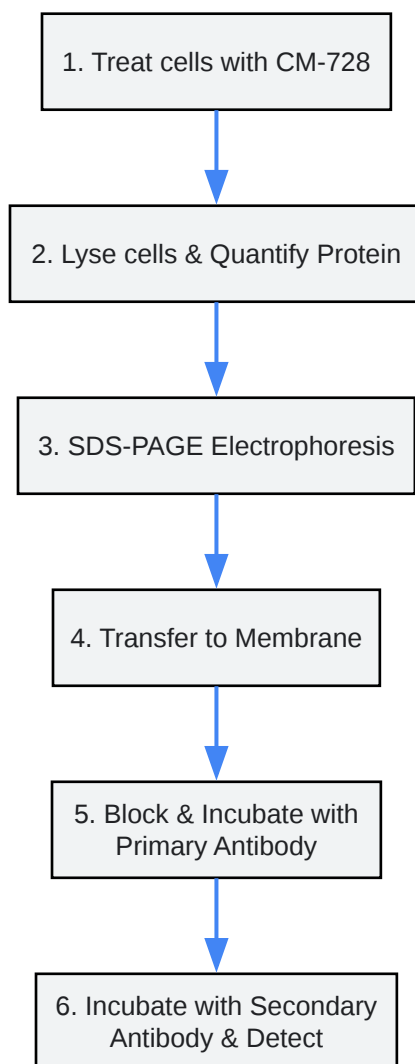 1. Treat cells with CM-728
2. Lyse cells & Quantify Protein
3. SDS-PAGE Electrophoresis
4. Transfer to Membrane
5. Block & Incubate with
Primary Antibody
6. Incubate with Secondary
Antibody & Detect